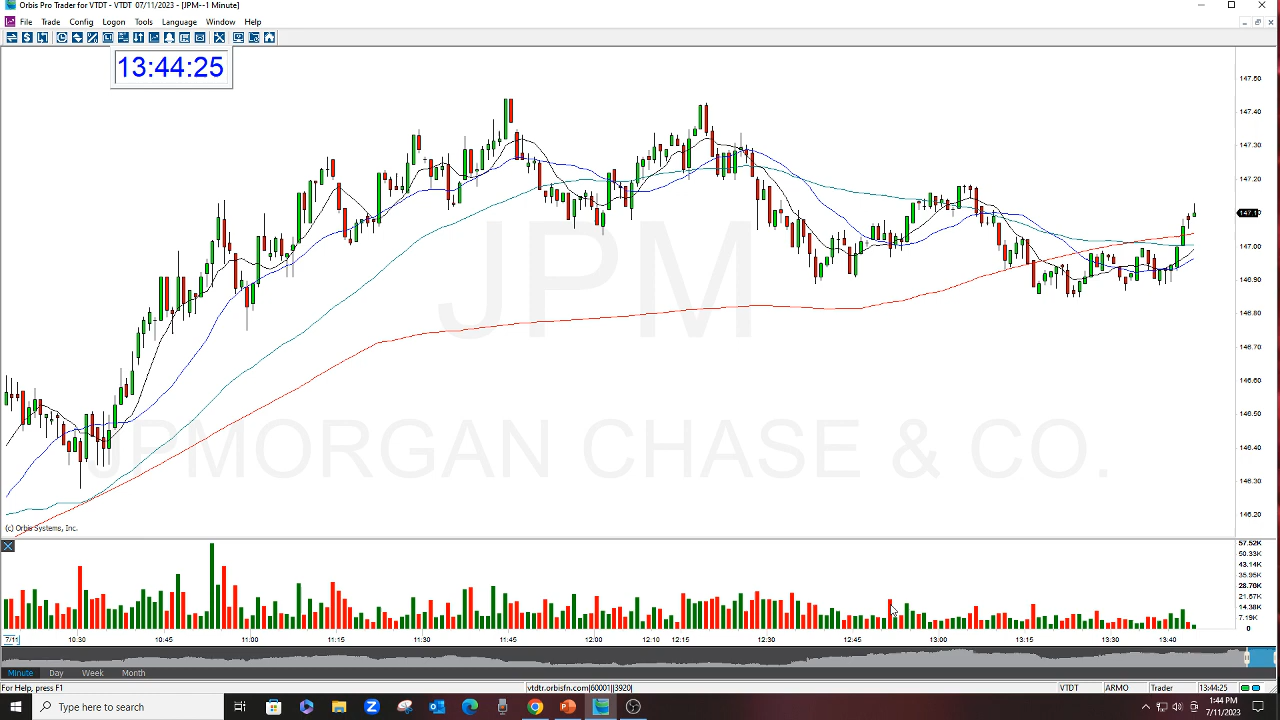 Orbis Pro Trader for VTDT - VTDT 07/11/2023 - [JPM--1 Minute]
File Trade Config Logon Tools Language Window Help
13:44:25
147.50
147.40
147.30
147.20
147.12
147.00
146.90
146.80
146.70
146.60
146.50
146.40
146.30
146.20
JPM
JPMORGAN CHASE & CO.
(c) Orbis Systems, Inc.
57.52K
50.33K
43.14K
35.95K
28.76K
21.57K
14.38K
7.19K
0
7/11 10:30 10:45 11:00 11:15 11:30 11:45 12:00 12:10 12:15 12:30 12:45 13:00 13:15 13:30 13:40
Minute Day Week Month
For Help, press F1 vtdtr.orbisfn.com|60001||3920| VTDT ARMO Trader 13:44:25
Type here to search
1:44 PM
7/11/2023